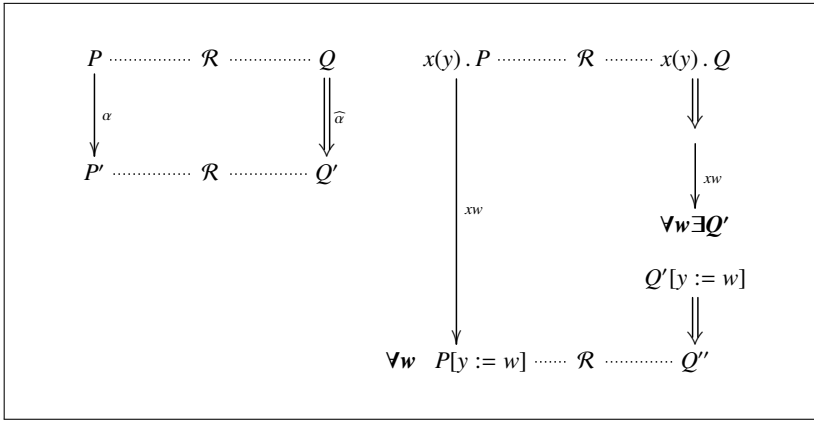 P ℛ Q x(y) . P ℛ x(y) . Q
α α̂
P′ ℛ Q′
xw
xw
∀w∃Q′
Q′[y := w]
∀w P[y := w] ℛ Q′′